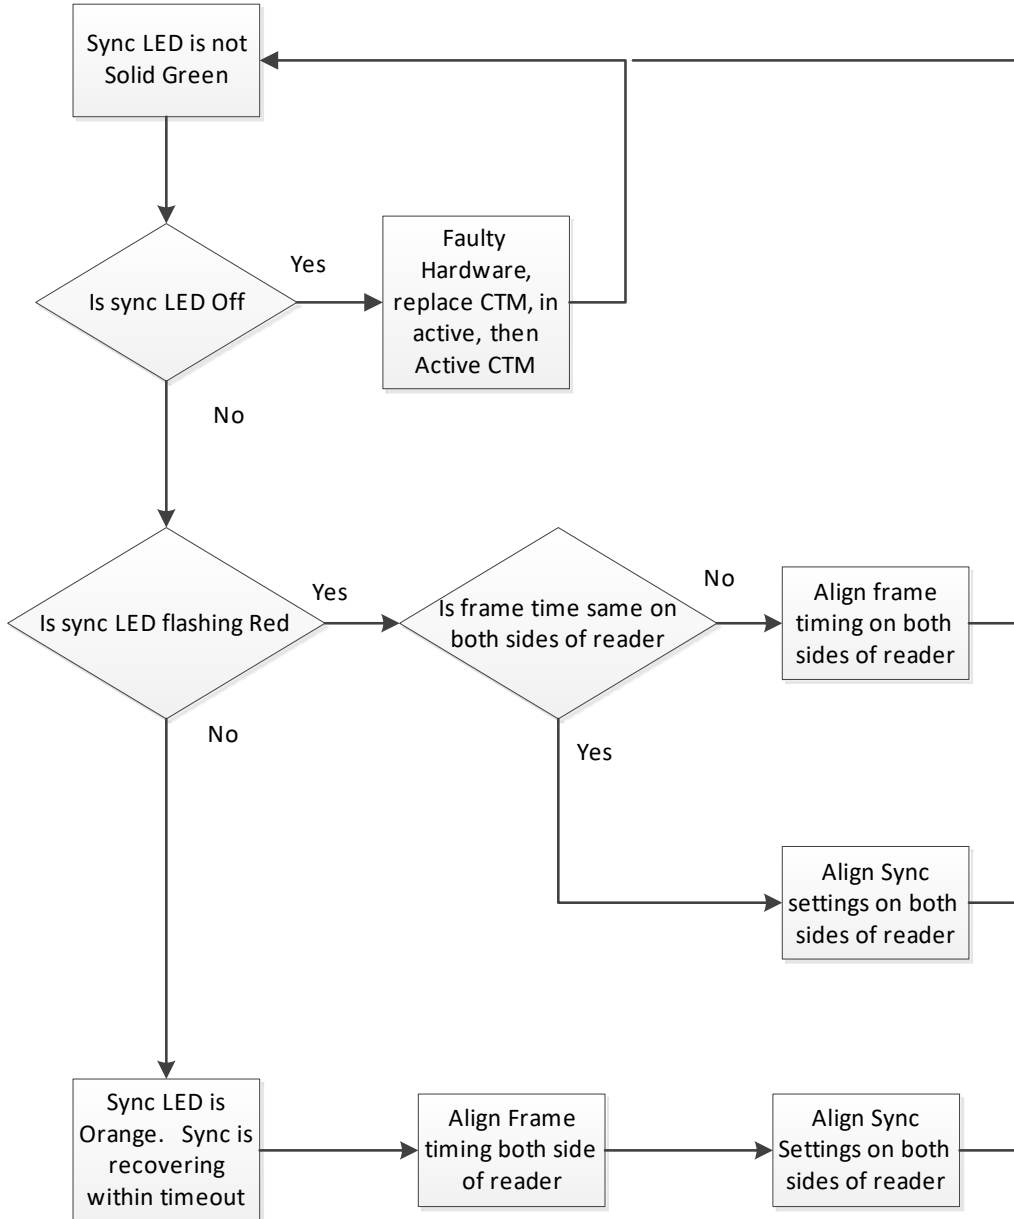 Sync LED is not
Solid Green
Is sync LED Off
Yes
Faulty
Hardware,
replace CTM, in
active, then
Active CTM
No
Is sync LED flashing Red
Yes
Is frame time same on
both sides of reader
No
Align frame
timing on both
sides of reader
No
Yes
Align Sync
settings on both
sides of reader
Sync LED is
Orange.   Sync is
recovering
within timeout
Align Frame
timing both side
of reader
Align Sync
Settings on both
sides of reader